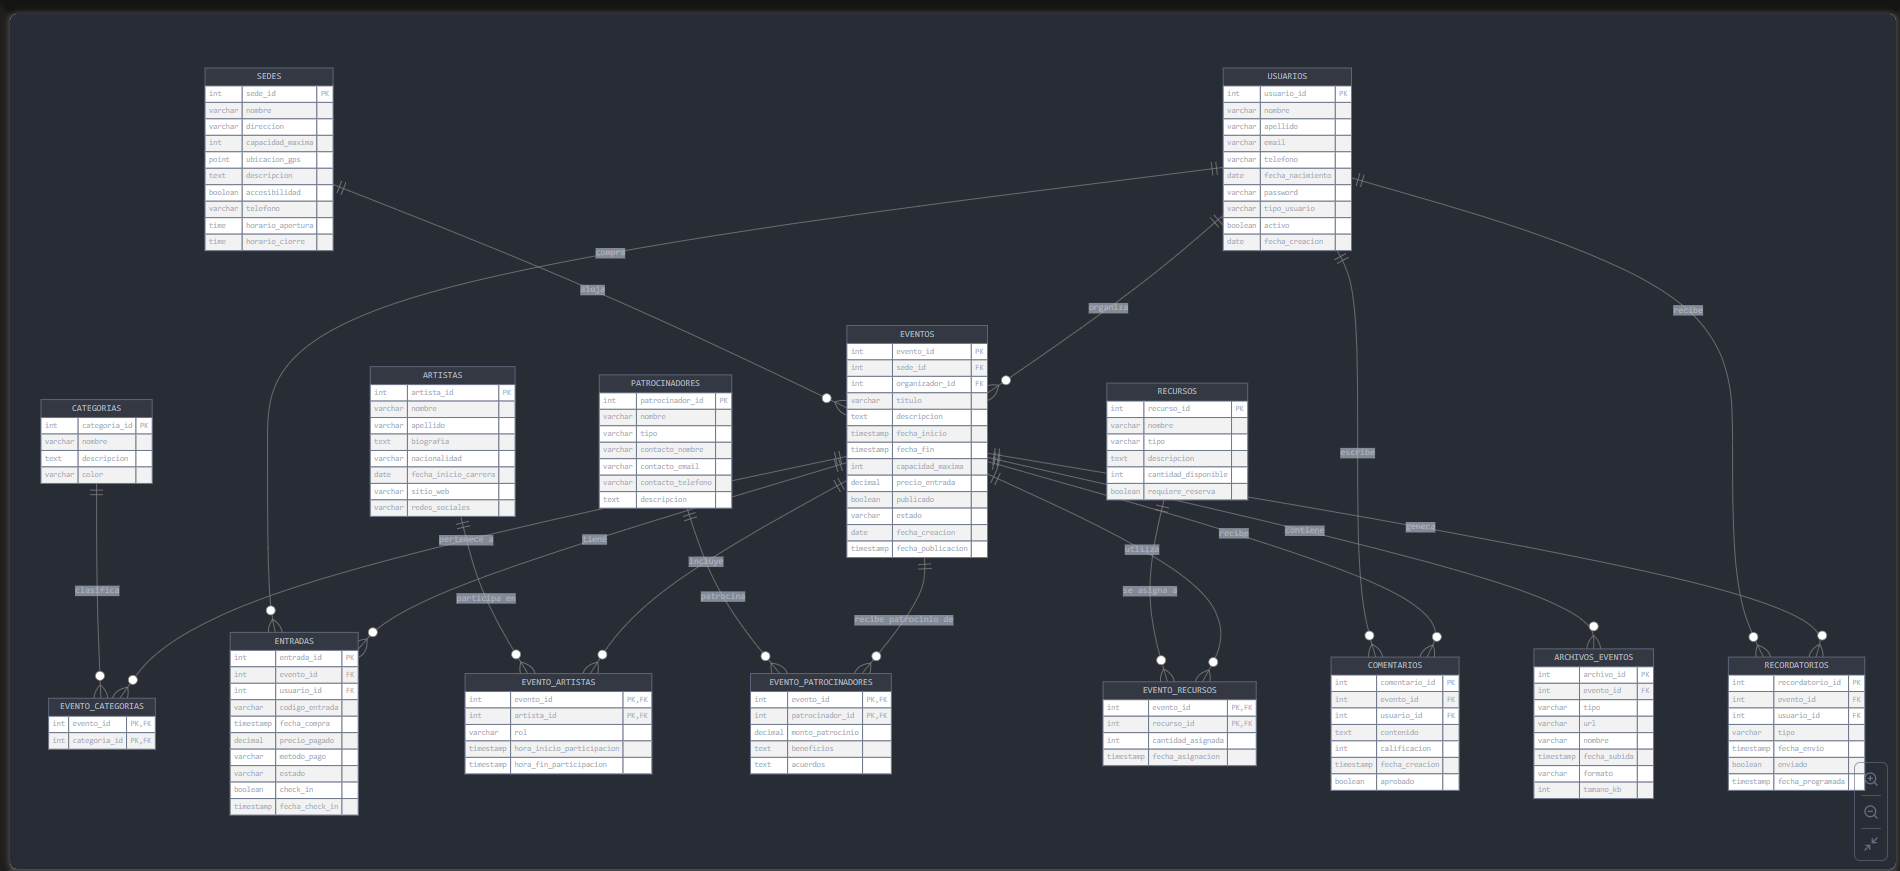 SEDES
int sede_id PK
varchar nombre
varchar direccion
int capacidad_maxima
point ubicacion_gps
text descripcion
boolean accesibilidad
varchar telefono
time horario_apertura
time horario_cierre
USUARIOS
int usuario_id PK
varchar nombre
varchar apellido
varchar email
varchar telefono
date fecha_nacimiento
varchar password
varchar tipo_usuario
boolean activo
date fecha_creacion
compra
aloja
organiza
recibe
EVENTOS
int evento_id PK
int sede_id FK
int organizador_id FK
varchar titulo
text descripcion
timestamp fecha_inicio
timestamp fecha_fin
int capacidad_maxima
decimal precio_entrada
boolean publicado
varchar estado
date fecha_creacion
timestamp fecha_publicacion
ARTISTAS
int artista_id PK
varchar nombre
varchar apellido
text biografia
varchar nacionalidad
date fecha_inicio_carrera
varchar sitio_web
varchar redes_sociales
PATROCINADORES
int patrocinador_id PK
varchar nombre
varchar tipo
varchar contacto_nombre
varchar contacto_email
varchar contacto_telefono
text descripcion
RECURSOS
int recurso_id PK
varchar nombre
varchar tipo
text descripcion
int cantidad_disponible
boolean requiere_reserva
CATEGORIAS
int categoria_id PK
varchar nombre
text descripcion
varchar color
escribe
pertenece a
tiene
incluye
utiliza
recibe
contiene
genera
clasifica
participa en
patrocina
recibe patrocinio de
se asigna a
ENTRADAS
int entrada_id PK
int evento_id FK
int usuario_id FK
varchar codigo_entrada
timestamp fecha_compra
decimal precio_pagado
varchar metodo_pago
varchar estado
boolean check_in
timestamp fecha_check_in
EVENTO_CATEGORIAS
int evento_id PK,FK
int categoria_id PK,FK
EVENTO_ARTISTAS
int evento_id PK,FK
int artista_id PK,FK
varchar rol
timestamp hora_inicio_participacion
timestamp hora_fin_participacion
EVENTO_PATROCINADORES
int evento_id PK,FK
int patrocinador_id PK,FK
decimal monto_patrocinio
text beneficios
text acuerdos
EVENTO_RECURSOS
int evento_id PK,FK
int recurso_id PK,FK
int cantidad_asignada
timestamp fecha_asignacion
COMENTARIOS
int comentario_id PK
int evento_id FK
int usuario_id FK
text contenido
int calificacion
timestamp fecha_creacion
boolean aprobado
ARCHIVOS_EVENTOS
int archivo_id PK
int evento_id FK
varchar tipo
varchar url
varchar nombre
timestamp fecha_subida
varchar formato
int tamano_kb
RECORDATORIOS
int recordatorio_id PK
int evento_id FK
int usuario_id FK
varchar tipo
timestamp fecha_envio
boolean enviado
timestamp fecha_programada